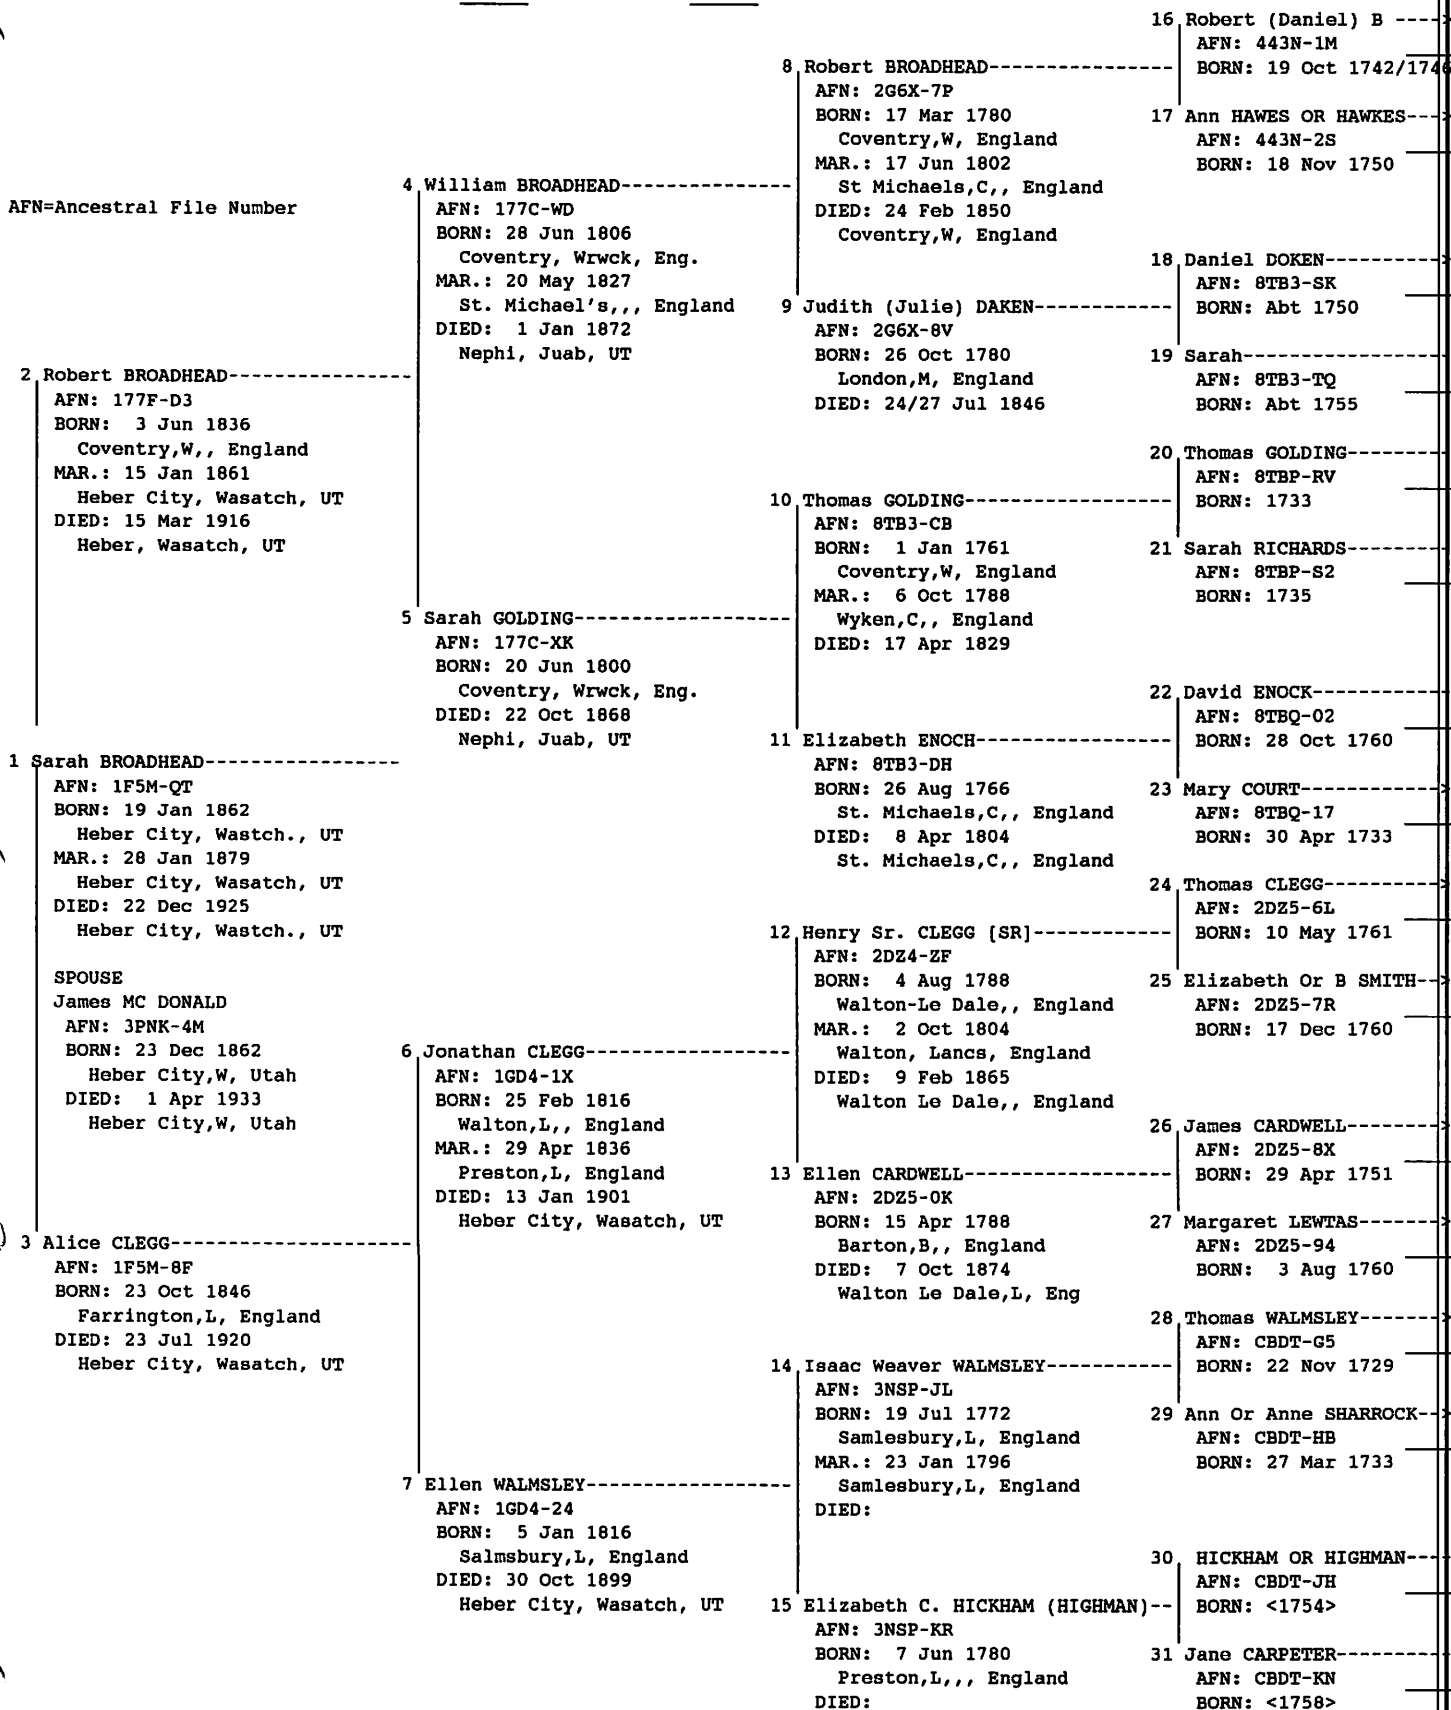 AFN=Ancestral File Number
2 Robert BROADHEAD----------------
AFN: 177F-D3
BORN: 3 Jun 1836
Coventry,W,, England
MAR.: 15 Jan 1861
Heber City, Wasatch, UT
DIED: 15 Mar 1916
Heber, Wasatch, UT
1 Sarah BROADHEAD-----------------
AFN: 1F5M-QT
BORN: 19 Jan 1862
Heber City, Wastch., UT
MAR.: 28 Jan 1879
Heber City, Wasatch, UT
DIED: 22 Dec 1925
Heber City, Wastch., UT
SPOUSE
James MC DONALD
AFN: 3PNK-4M
BORN: 23 Dec 1862
Heber City,W, Utah
DIED: 1 Apr 1933
Heber City,W, Utah
3 Alice CLEGG---------------------
AFN: 1F5M-8F
BORN: 23 Oct 1846
Farrington,L, England
DIED: 23 Jul 1920
Heber City, Wasatch, UT
4 William BROADHEAD---------------
AFN: 177C-WD
BORN: 28 Jun 1806
Coventry, Wrwck, Eng.
MAR.: 20 May 1827
St. Michael's,,, England
DIED: 1 Jan 1872
Nephi, Juab, UT
5 Sarah GOLDING-------------------
AFN: 177C-XK
BORN: 20 Jun 1800
Coventry, Wrwck, Eng.
DIED: 22 Oct 1868
Nephi, Juab, UT
6 Jonathan CLEGG------------------
AFN: 1GD4-1X
BORN: 25 Feb 1816
Walton,L,, England
MAR.: 29 Apr 1836
Preston,L, England
DIED: 13 Jan 1901
Heber City, Wasatch, UT
7 Ellen WALMSLEY------------------
AFN: 1GD4-24
BORN: 5 Jan 1816
Salmsbury,L, England
DIED: 30 Oct 1899
Heber City, Wasatch, UT
8 Robert BROADHEAD----------------
AFN: 2G6X-7P
BORN: 17 Mar 1780
Coventry,W, England
MAR.: 17 Jun 1802
St Michaels,C,, England
DIED: 24 Feb 1850
Coventry,W, England
9 Judith (Julie) DAKEN------------
AFN: 2G6X-8V
BORN: 26 Oct 1780
London,M, England
DIED: 24/27 Jul 1846
10 Thomas GOLDING------------------
AFN: 8TB3-CB
BORN: 1 Jan 1761
Coventry,W, England
MAR.: 6 Oct 1788
Wyken,C,, England
DIED: 17 Apr 1829
11 Elizabeth ENOCH-----------------
AFN: 8TB3-DH
BORN: 26 Aug 1766
St. Michaels,C,, England
DIED: 8 Apr 1804
St. Michaels,C,, England
12 Henry Sr. CLEGG [SR]------------
AFN: 2DZ4-ZF
BORN: 4 Aug 1788
Walton-Le Dale,, England
MAR.: 2 Oct 1804
Walton, Lancs, England
DIED: 9 Feb 1865
Walton Le Dale,, England
13 Ellen CARDWELL------------------
AFN: 2DZ5-0K
BORN: 15 Apr 1788
Barton,B,, England
DIED: 7 Oct 1874
Walton Le Dale,L, Eng
14 Isaac Weaver WALMSLEY-----------
AFN: 3NSP-JL
BORN: 19 Jul 1772
Samlesbury,L, England
MAR.: 23 Jan 1796
Samlesbury,L, England
DIED:
15 Elizabeth C. HICKHAM (HIGHMAN)--
AFN: 3NSP-KR
BORN: 7 Jun 1780
Preston,L,,, England
DIED:
16 Robert (Daniel) B ----
AFN: 443N-1M
BORN: 19 Oct 1742/1746
17 Ann HAWES OR HAWKES---
AFN: 443N-2S
BORN: 18 Nov 1750
18 Daniel DOKEN----------
AFN: 8TB3-SK
BORN: Abt 1750
19 Sarah-----------------
AFN: 8TB3-TQ
BORN: Abt 1755
20 Thomas GOLDING--------
AFN: 8TBP-RV
BORN: 1733
21 Sarah RICHARDS--------
AFN: 8TBP-S2
BORN: 1735
22 David ENOCK-----------
AFN: 8TBQ-02
BORN: 28 Oct 1760
23 Mary COURT------------
AFN: 8TBQ-17
BORN: 30 Apr 1733
24 Thomas CLEGG----------
AFN: 2DZ5-6L
BORN: 10 May 1761
25 Elizabeth Or B SMITH--
AFN: 2DZ5-7R
BORN: 17 Dec 1760
26 James CARDWELL--------
AFN: 2DZ5-8X
BORN: 29 Apr 1751
27 Margaret LEWTAS-------
AFN: 2DZ5-94
BORN: 3 Aug 1760
28 Thomas WALMSLEY-------
AFN: CBDT-G5
BORN: 22 Nov 1729
29 Ann Or Anne SHARROCK--
AFN: CBDT-HB
BORN: 27 Mar 1733
30 HICKHAM OR HIGHMAN----
AFN: CBDT-JH
BORN: <1754>
31 Jane CARPETER---------
AFN: CBDT-KN
BORN: <1758>